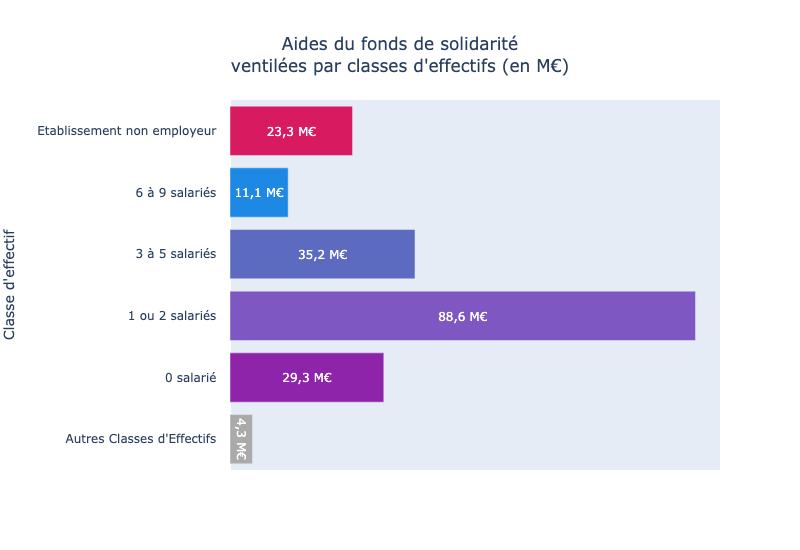 Aides du fonds de solidarité
ventilées par classes d'effectifs (en M€)
Classe d'effectif
Etablissement non employeur
23,3 M€
6 à 9 salariés
11,1 M€
3 à 5 salariés
35,2 M€
1 ou 2 salariés
88,6 M€
0 salarié
29,3 M€
Autres Classes d'Effectifs
4,3 M€